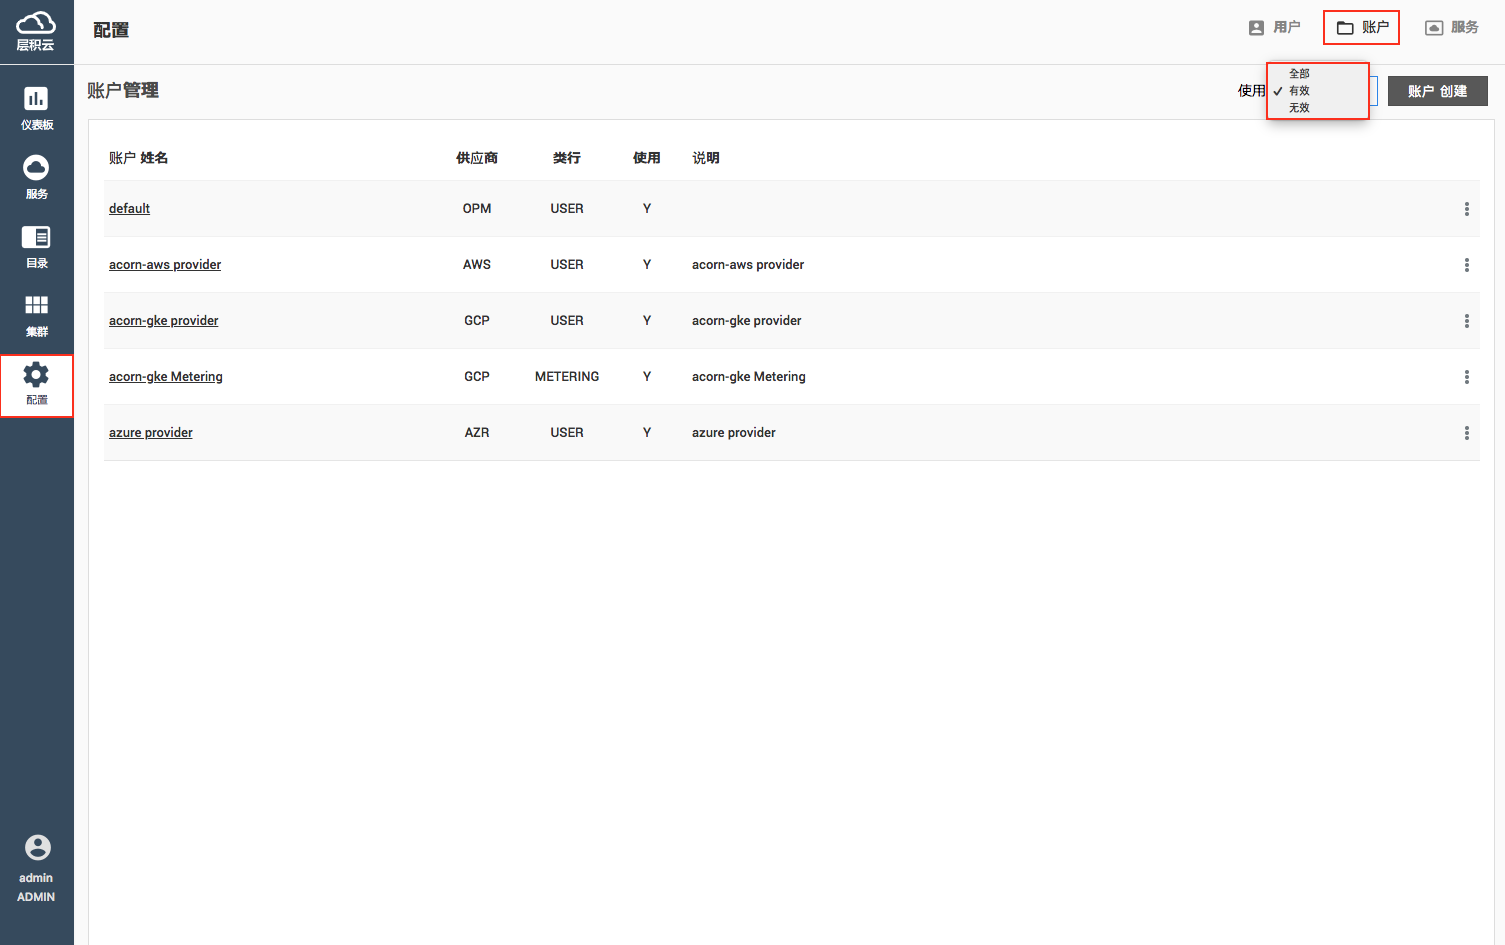 层积云
配置
用户
账户
服务
仪表板
服务
目录
集群
配置
admin
ADMIN
账户管理
使用
全部
✓ 有效
无效
账户 创建
账户 姓名 供应商 类行 使用 说明
default OPM USER Y
acorn-aws provider AWS USER Y acorn-aws provider
acorn-gke provider GCP USER Y acorn-gke provider
acorn-gke Metering GCP METERING Y acorn-gke Metering
azure provider AZR USER Y azure provider